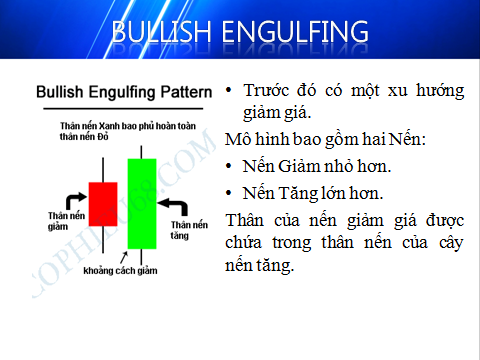 BULLISH ENGULFING
Bullish Engulfing Pattern
Thân nến Xanh bao phủ hoàn toàn
thân nến Đỏ
Thân nến
giảm
Thân nến
tăng
khoảng cách giảm
COPHIEU68.COM
• Trước đó có một xu hướng
giảm giá.
Mô hình bao gồm hai Nến:
• Nến Giảm nhỏ hơn.
• Nến Tăng lớn hơn.
Thân của nến giảm giá được
chứa trong thân nến của cây
nến tăng.